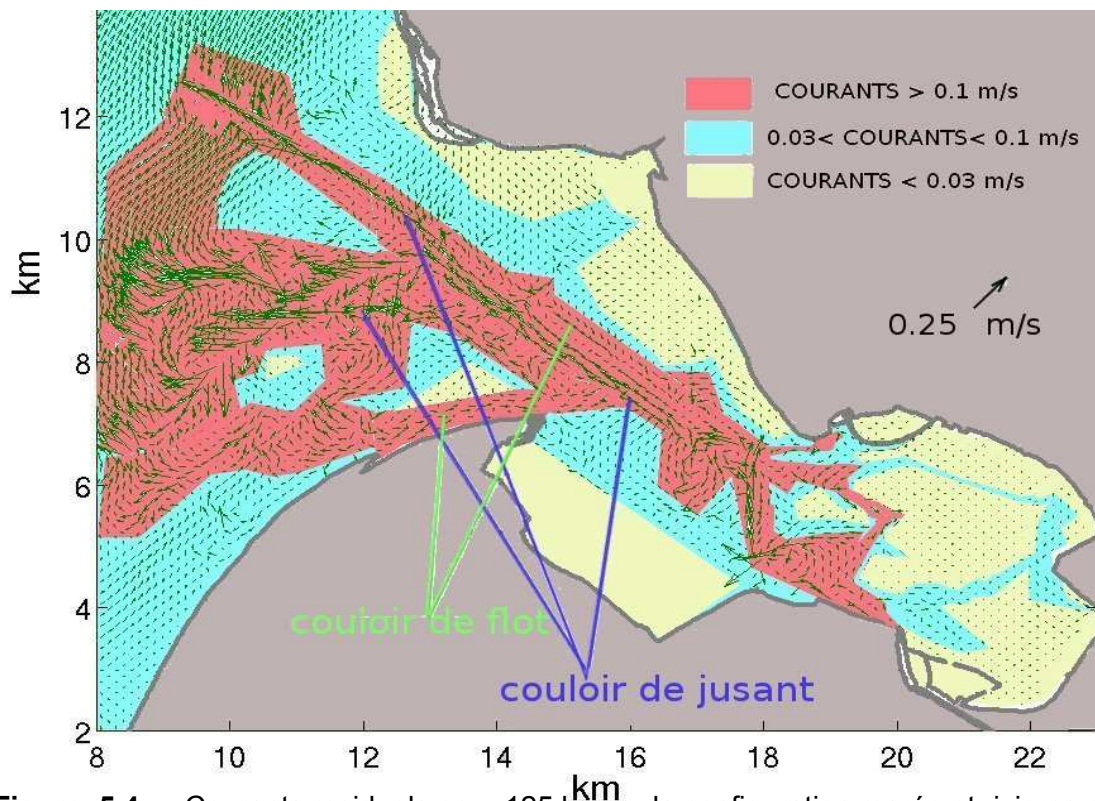 COURANTS > 0.1 m/s
0.03< COURANTS< 0.1 m/s
COURANTS < 0.03 m/s
12
10
km
0.25 m/s
8
6
4
couloir de flot
couloir de jusant
2
8 10 12 14 16 18 20 22
km